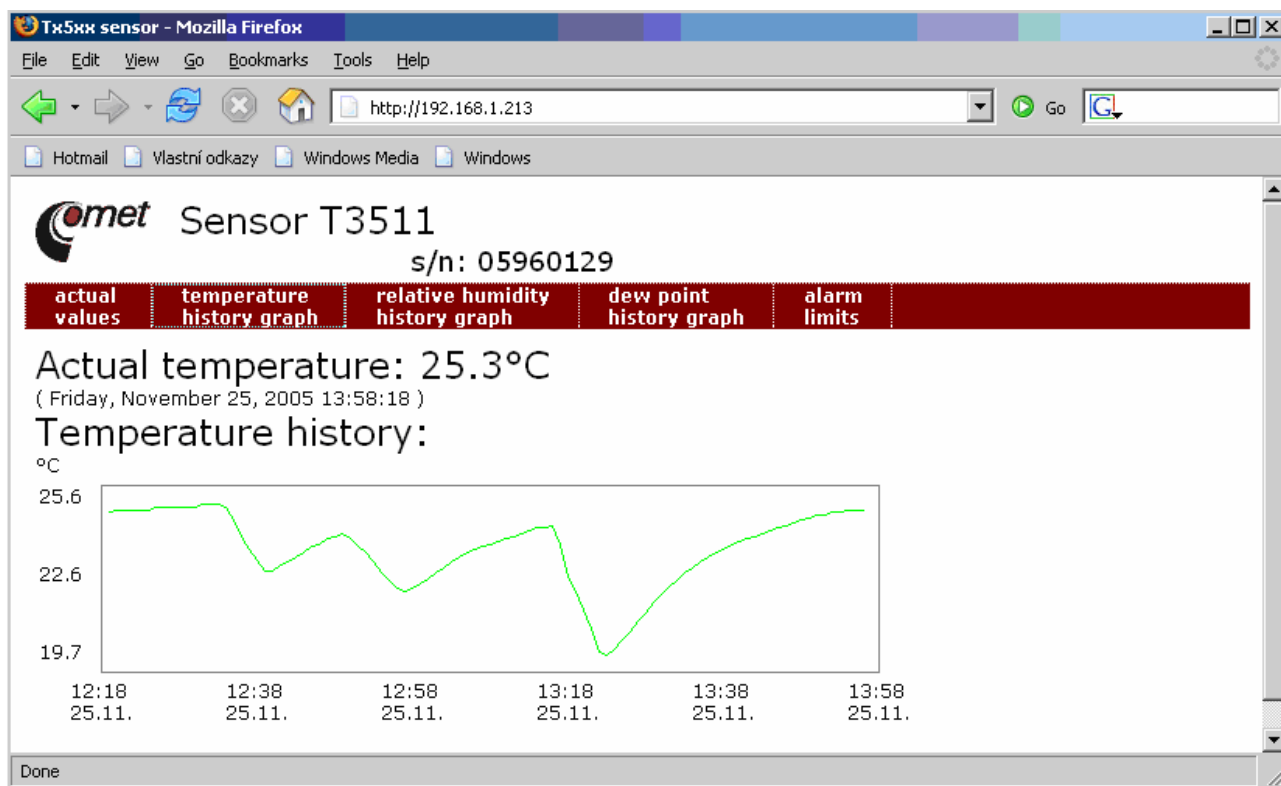 Tx5xx sensor - Mozilla Firefox
File Edit View Go Bookmarks Tools Help
http://192.168.1.213 Go G
Hotmail Vlastní odkazy Windows Media Windows
Comet Sensor T3511
s/n: 05960129
actual temperature relative humidity dew point alarm
values history graph history graph history graph limits
Actual temperature: 25.3°C
( Friday, November 25, 2005 13:58:18 )
Temperature history:
°C
25.6
22.6
19.7
12:18 12:38 12:58 13:18 13:38 13:58
25.11. 25.11. 25.11. 25.11. 25.11. 25.11.
Done